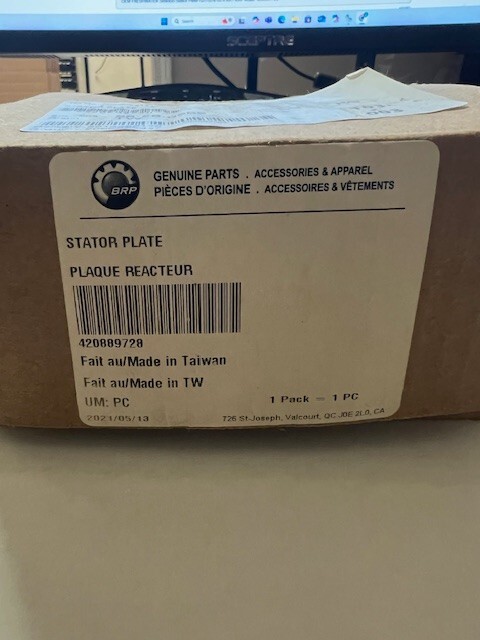 Search
SCEPTRE
BRP
GENUINE PARTS . ACCESSORIES & APPAREL
PIÈCES D'ORIGINE . ACCESSOIRES & VÊTEMENTS
STATOR PLATE
PLAQUE REACTEUR
420889728
Fait au/Made in Taiwan
Fait au/Made in TW
UM: PC
1 Pack = 1 PC
2021/05/13
726 St-Joseph, Valcourt, QC J0E 2L0, CA